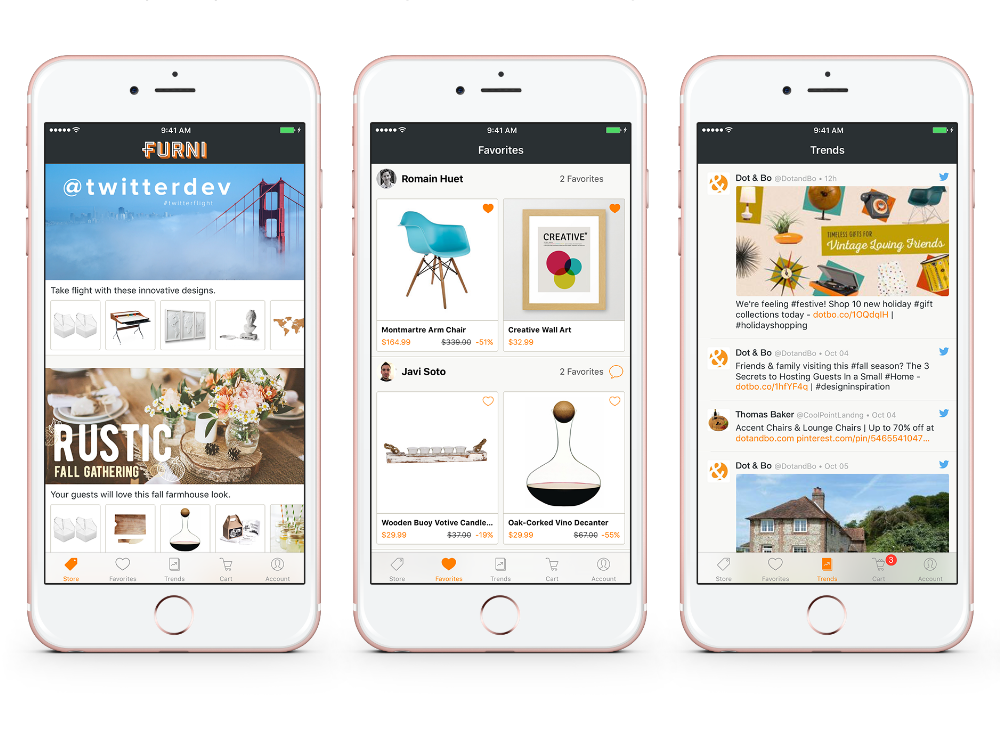 9:41 AM
FURNI
@twitterdev
#twitterflight
Take flight with these innovative designs.
RUSTIC
FALL GATHERING
Your guests will love this fall farmhouse look.
Store
Favorites
Trends
Cart
Account
9:41 AM
Favorites
Romain Huet
2 Favorites
CREATIVE
Montmartre Arm Chair
$164.99 $339.00 -51%
Creative Wall Art
$32.99
Javi Soto
2 Favorites
Wooden Buoy Votive Candle...
$29.99 $37.00 -19%
Oak-Corked Vino Decanter
$29.99 $67.00 -55%
Store
Favorites
Trends
Cart
Account
9:41 AM
Trends
Dot & Bo @DotandBo • 12h
TIMELESS GIFTS FOR
Vintage Loving Friends
We're feeling #festive! Shop 10 new holiday #gift
collections today - dotbo.co/1OQdqIH |
#holidayshopping
Dot & Bo @DotandBo • Oct 04
Friends & family visiting this #fall season? The 3
Secrets to Hosting Guests In a Small #Home -
dotbo.co/1hfYF4q | #designinspiration
Thomas Baker @CoolPointLandng • Oct 04
Accent Chairs & Lounge Chairs | Up to 70% off at
dotandbo.com pinterest.com/pin/5465541047...
Dot & Bo @DotandBo • Oct 05
Store
Favorites
Trends
Cart
3
Account